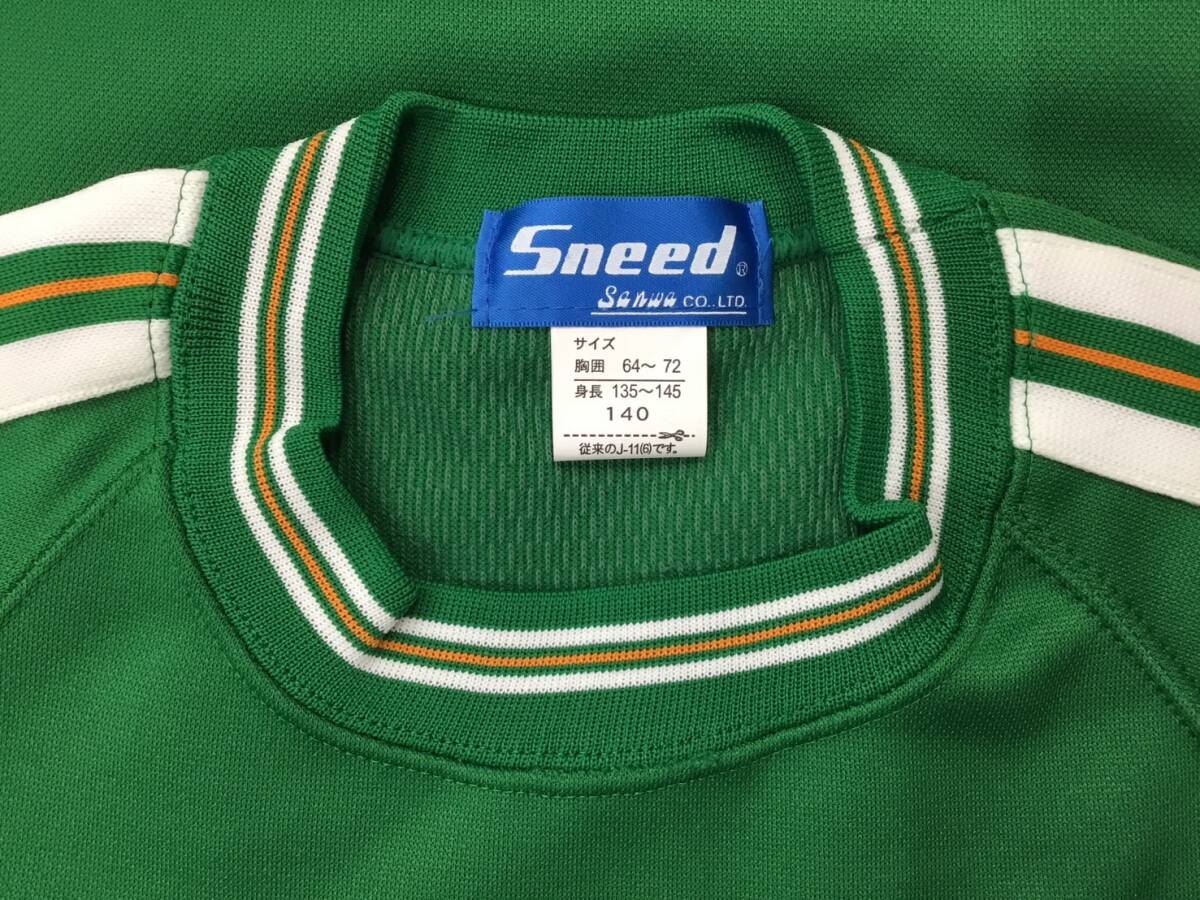 Sneed®
Sanwa CO.,LTD.
サイズ
胸囲 64～72
身長 135～145
140
従来のJ-11(6)です。